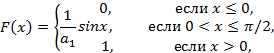 0, если x ≤ 0,
F(x) = { 1/a₁ sinx, если 0 < x ≤ π/2,
1, если x > 0,